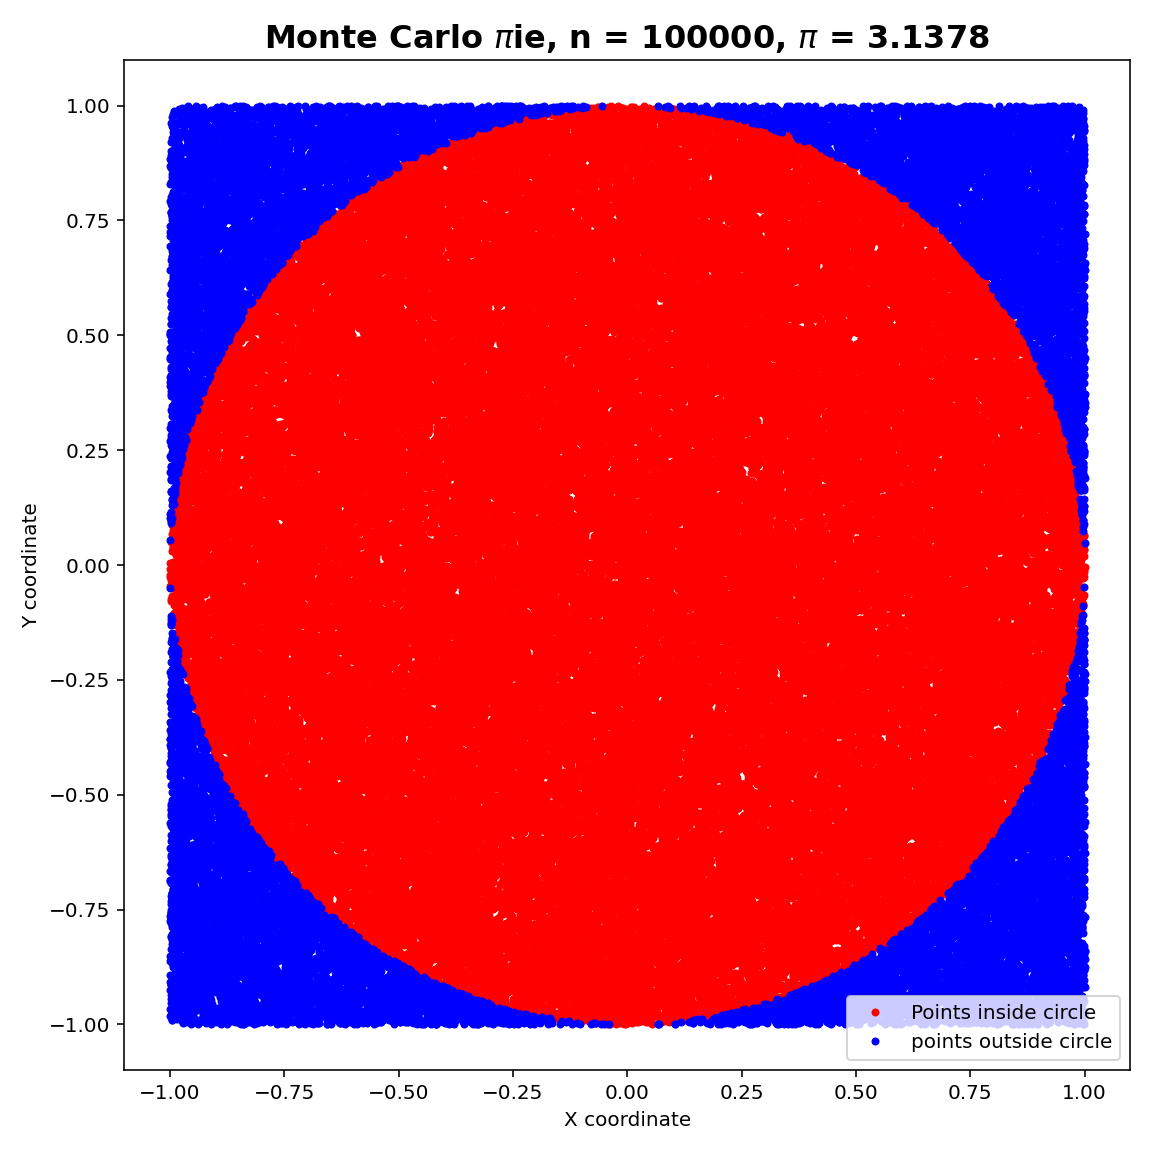 Monte Carlo πie, n = 100000, π = 3.1378
1.00
0.75
0.50
0.25
0.00
−0.25
−0.50
−0.75
−1.00
Y coordinate
Points inside circle
points outside circle
−1.00 −0.75 −0.50 −0.25 0.00 0.25 0.50 0.75 1.00
X coordinate